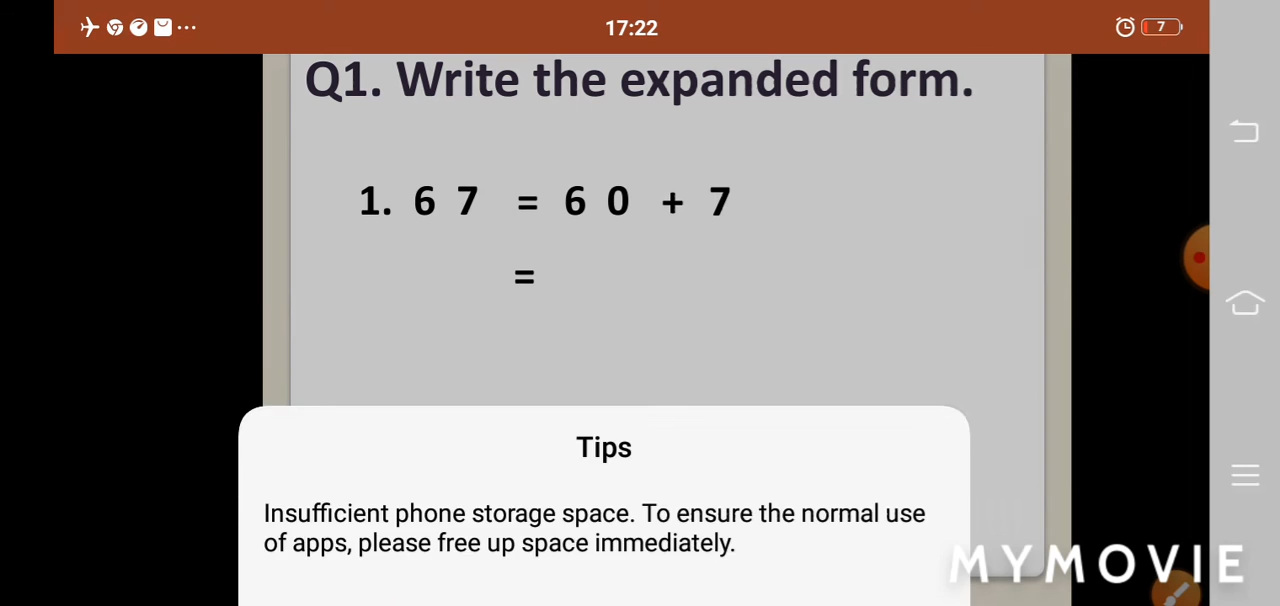 17:22
7
Q1. Write the expanded form.
1. 6 7 = 6 0 + 7
=
Tips
Insufficient phone storage space. To ensure the normal use
of apps, please free up space immediately.
MYMOVIE